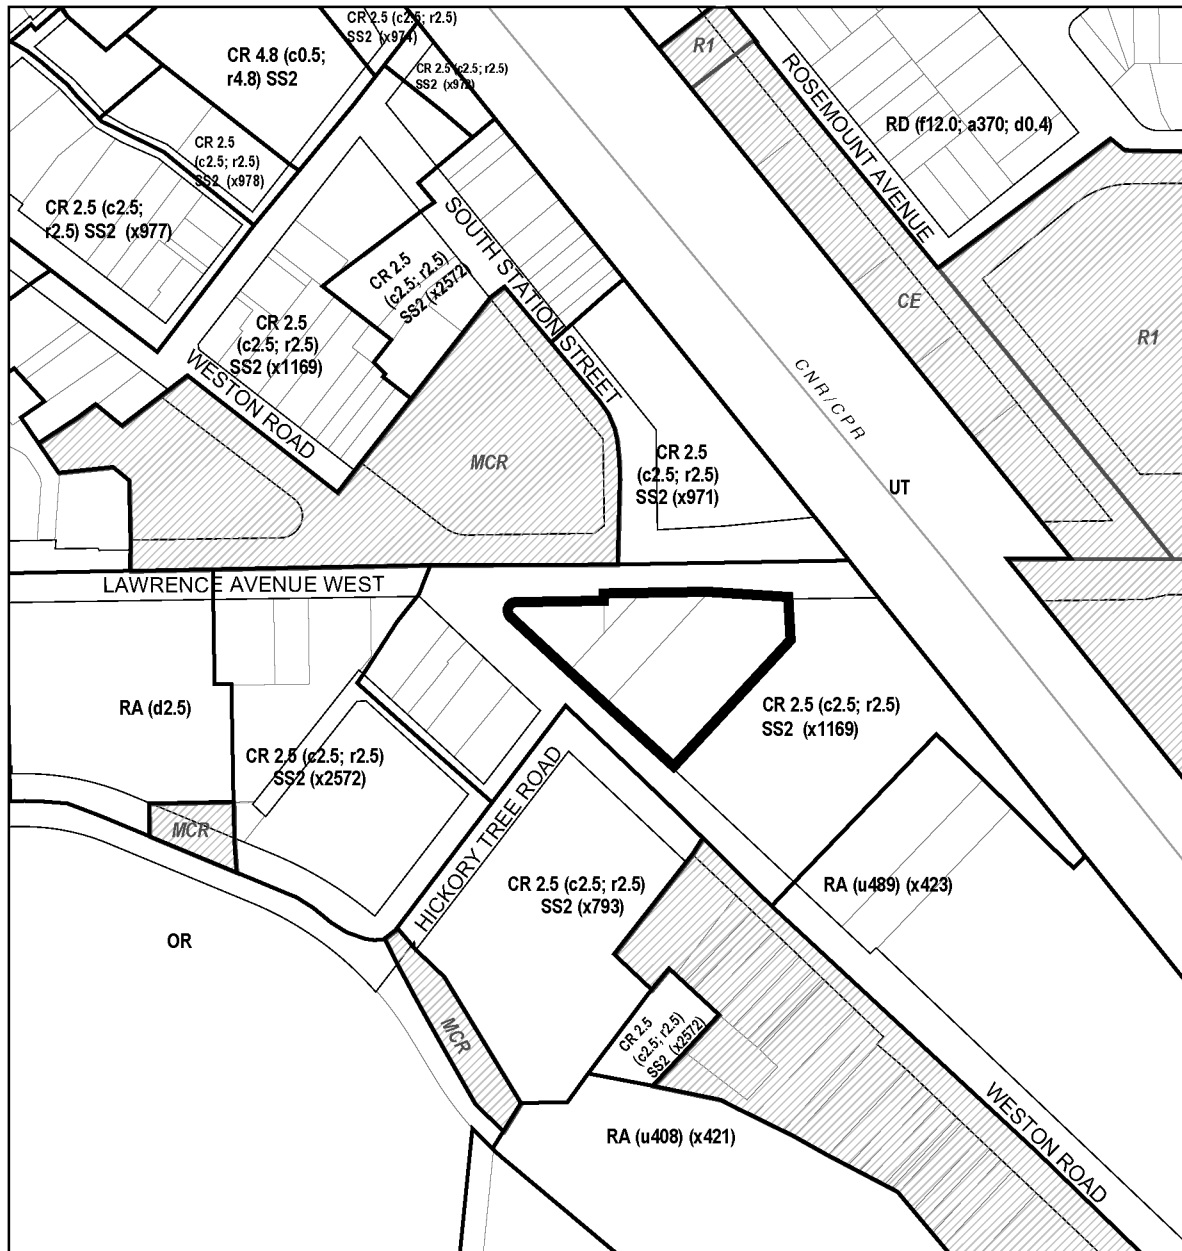 CR 2.5 (c2.5; r2.5)
SS2 (x974)
CR 4.8 (c0.5;
r4.8) SS2
CR 2.5 (c2.5; r2.5)
SS2 (x972)
R1
ROSEMOUNT AVENUE
RD (f12.0; a370; d0.4)
CR 2.5
(c2.5; r2.5)
SS2 (x978)
CR 2.5 (c2.5;
r2.5) SS2 (x977)
SOUTH STATION STREET
CR 2.5
(c2.5; r2.5)
SS2 (x2572)
CE
R1
CR 2.5
(c2.5; r2.5)
SS2 (x1169)
WESTON ROAD
CNR/CPR
MCR
CR 2.5
(c2.5; r2.5)
SS2 (x971)
UT
LAWRENCE AVENUE WEST
RA (d2.5)
CR 2.5 (c2.5; r2.5)
SS2 (x1169)
CR 2.5 (c2.5; r2.5)
SS2 (x2572)
HICKORY TREE ROAD
MCR
CR 2.5 (c2.5; r2.5)
SS2 (x793)
RA (u489) (x423)
OR
MCR
CR 2.5
(c2.5; r2.5)
SS2 (x2572)
WESTON ROAD
RA (u408) (x421)